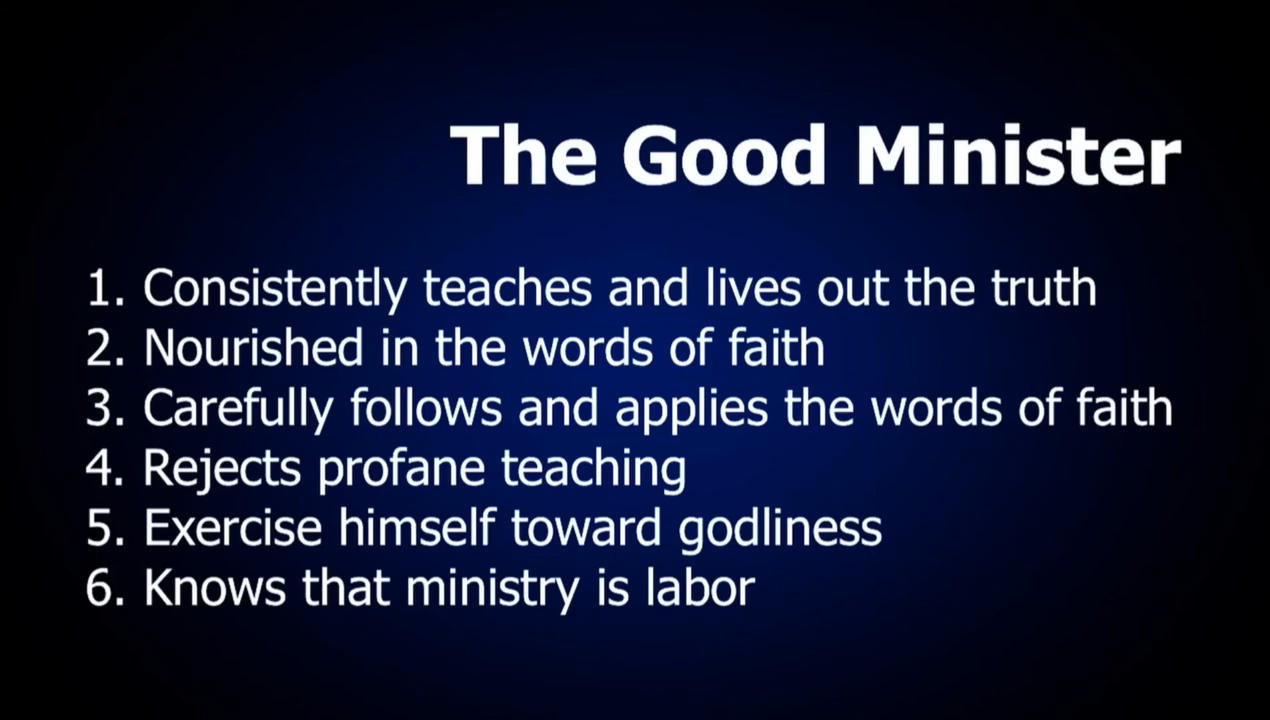 The Good Minister
1. Consistently teaches and lives out the truth
2. Nourished in the words of faith
3. Carefully follows and applies the words of faith
4. Rejects profane teaching
5. Exercise himself toward godliness
6. Knows that ministry is labor